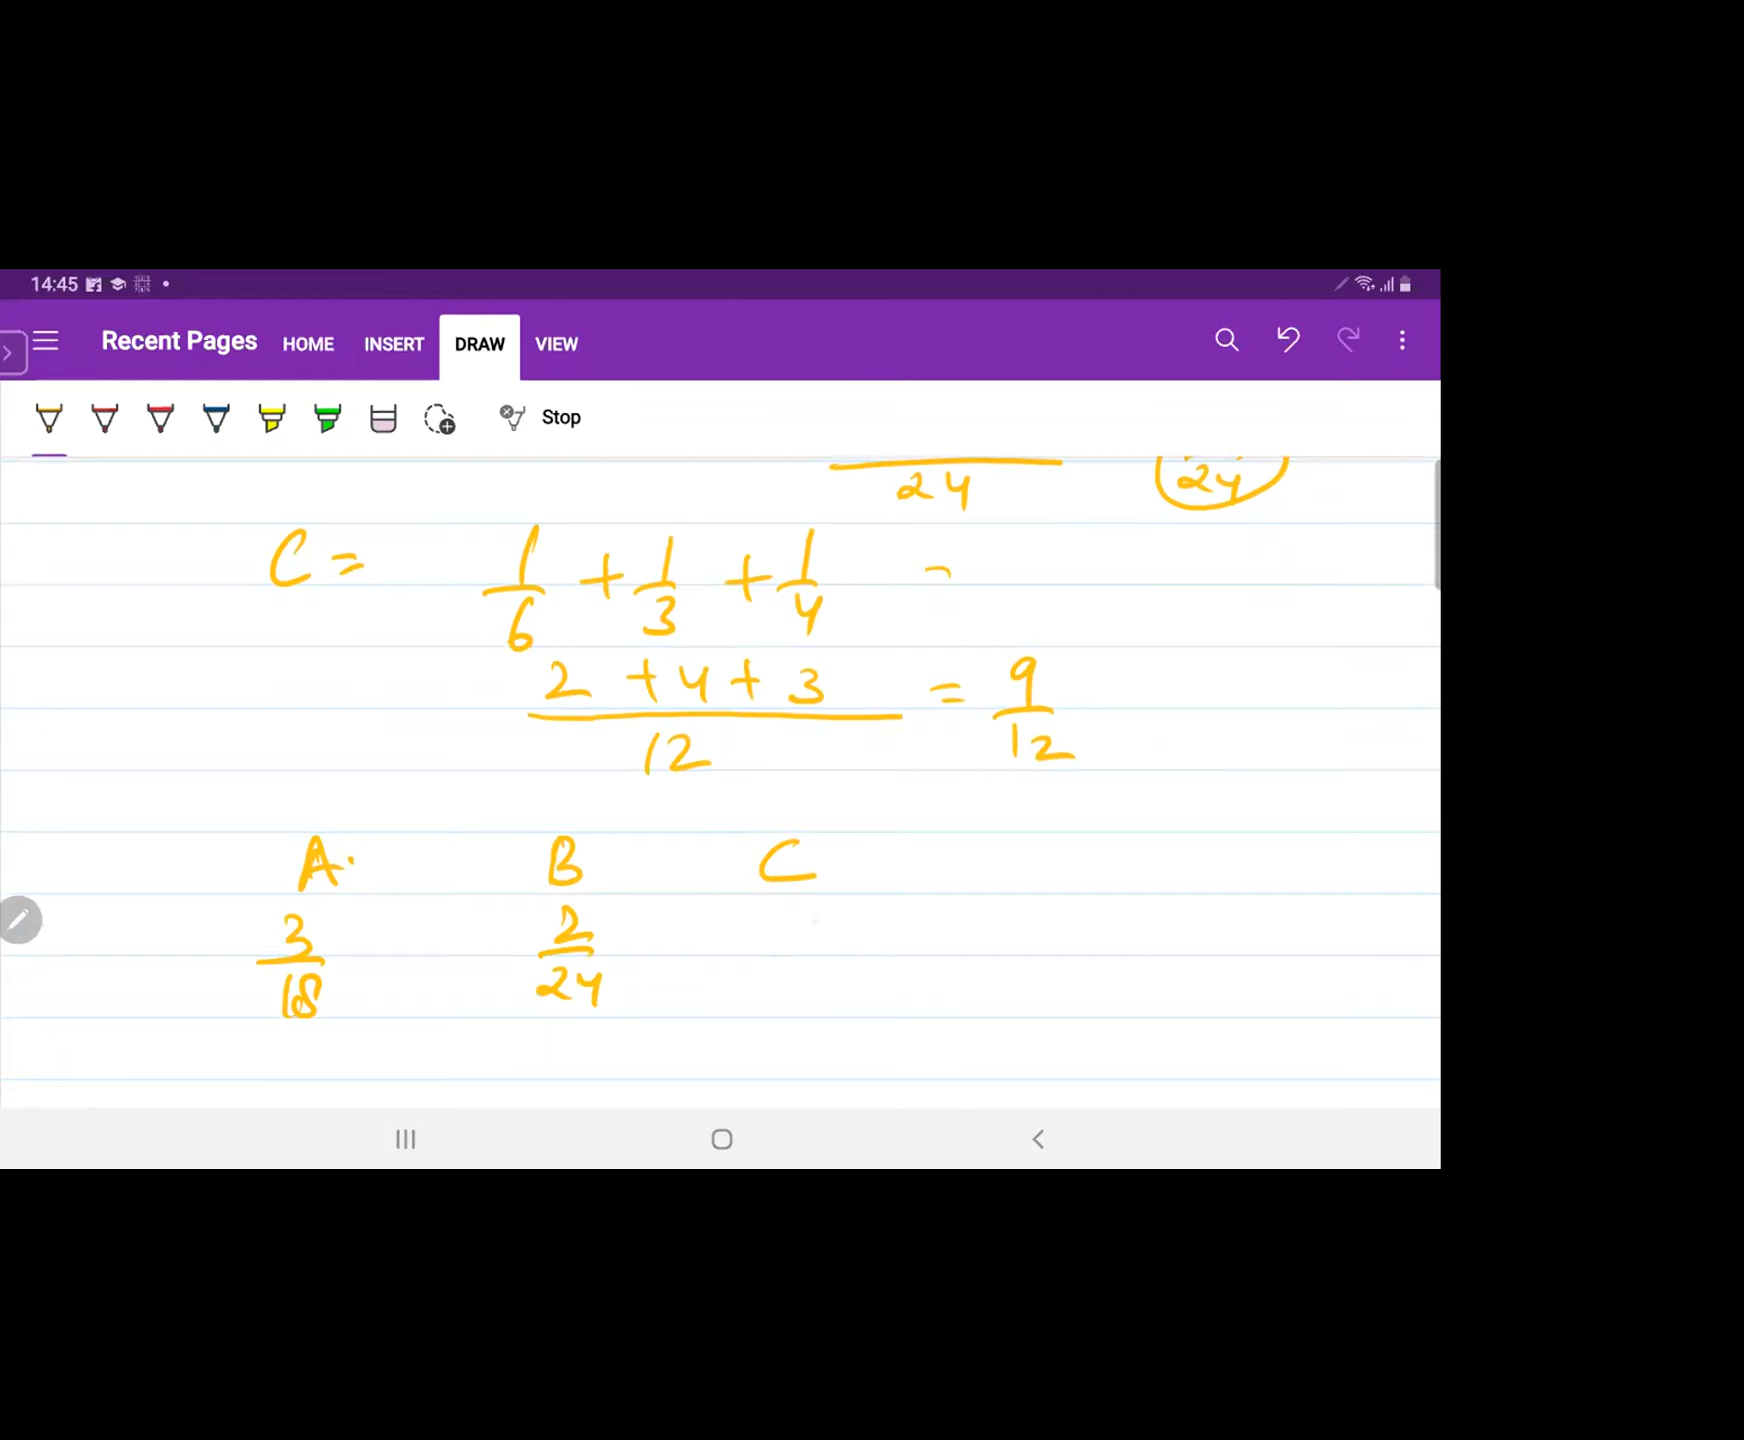 14:45
Recent Pages HOME INSERT DRAW VIEW
Stop
24 24
C = 1/6 + 1/3 + 1/4
2 + 4 + 3 / 12 = 9/12
A. B C
3/18 2/24